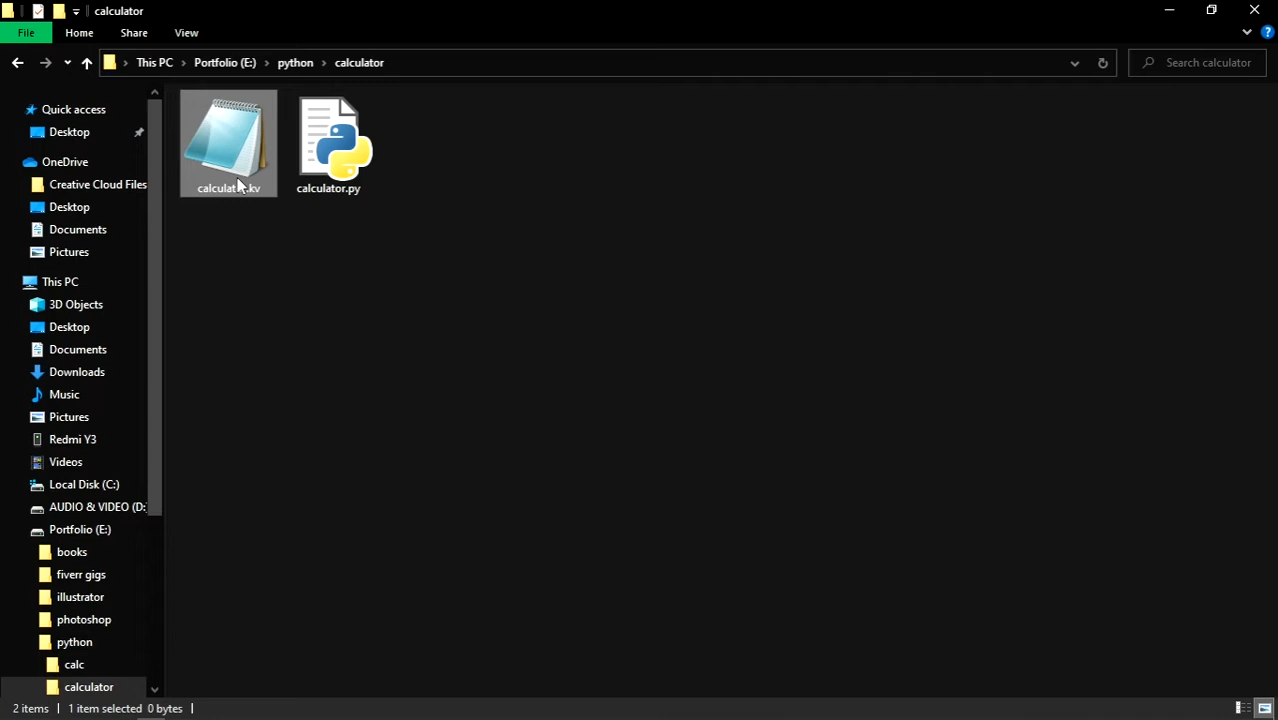 calculator
File Home Share View
This PC Portfolio (E:) python calculator
Search calculator
Quick access
Desktop
OneDrive
Creative Cloud Files
Desktop
Documents
Pictures
This PC
3D Objects
Desktop
Documents
Downloads
Music
Pictures
Redmi Y3
Videos
Local Disk (C:)
AUDIO & VIDEO (D:
Portfolio (E:)
books
fiverr gigs
illustrator
photoshop
python
calc
calculator
calculator.kv
calculator.py
2 items 1 item selected 0 bytes